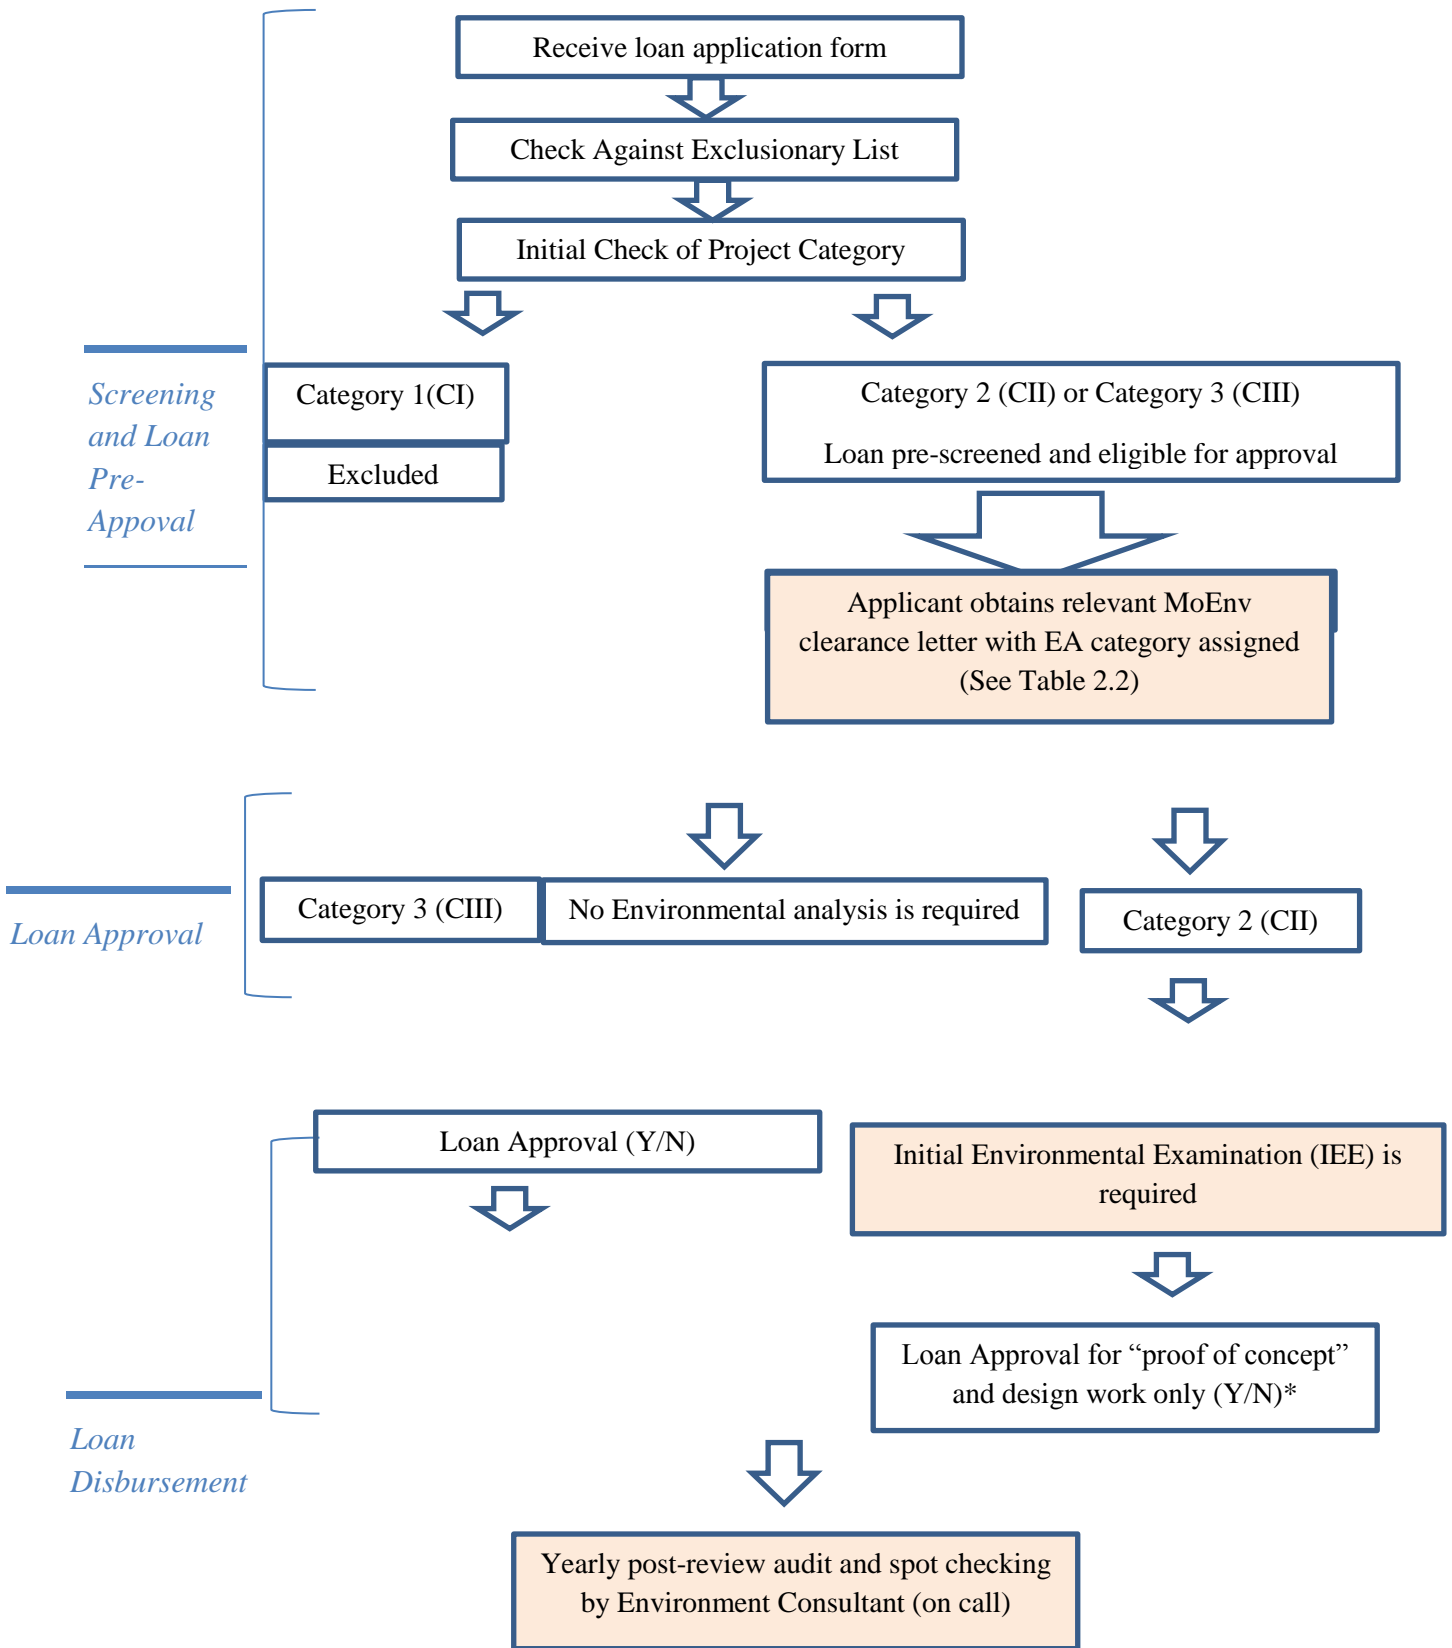 Receive loan application form
Check Against Exclusionary List
Initial Check of Project Category
Screening
and Loan
Pre-
Appoval
Category 1(CI)
Excluded
Category 2 (CII) or Category 3 (CIII)
Loan pre-screened and eligible for approval
Applicant obtains relevant MoEnv
clearance letter with EA category assigned
(See Table 2.2)
Loan Approval
Category 3 (CIII)
No Environmental analysis is required
Category 2 (CII)
Loan Approval (Y/N)
Initial Environmental Examination (IEE) is
required
Loan Approval for “proof of concept”
and design work only (Y/N)*
Loan
Disbursement
Yearly post-review audit and spot checking
by Environment Consultant (on call)